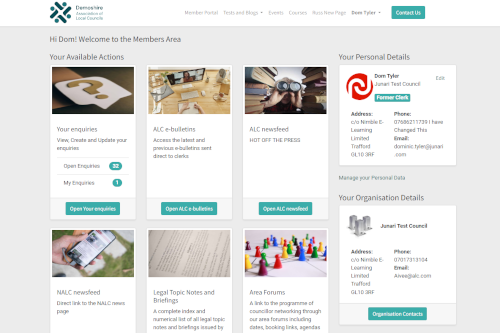 Demoshire
Association of
Local Councils
Member Portal
Tests and Blogs
Events
Courses
Ross New Page
Dom Tyler
Contact Us
Hi Dom! Welcome to the Members Area
Your Available Actions
Your enquiries
View, Create and Update your
enquiries
Open Enquiries 32
My Enquiries 1
Open Your enquiries
ALC e-bulletins
Access the latest and
previous e-bulletins sent
direct to clerks
Open ALC e-bulletins
ALC newsfeed
HOT OFF THE PRESS
Open ALC newsfeed
NALC newsfeed
Direct link to the NALC news
page
Legal Topic Notes and
Briefings
A complete index and
numerical list of all legal topic
notes and briefings issued by
Area Forums
A link to the programme of
councillor networking through
our area forums including
dates, booking links, agendas
Your Personal Details
Dom Tyler
Edit
Junari Test Council
Former Clerk
Address:
c/o Nimble E-
Learning
Limited
Trafford
GL10 3RF
Phone:
07686211739 I have
Changed This
Email:
dominic.tyler@junari
.com
Manage your Personal Data
Your Organisation Details
Junari Test Council
Address:
c/o Nimble E-
Learning
Limited
Trafford
GL10 3RF
Phone:
07017313104
Email:
Aivee@alc.com
Organisation Contacts